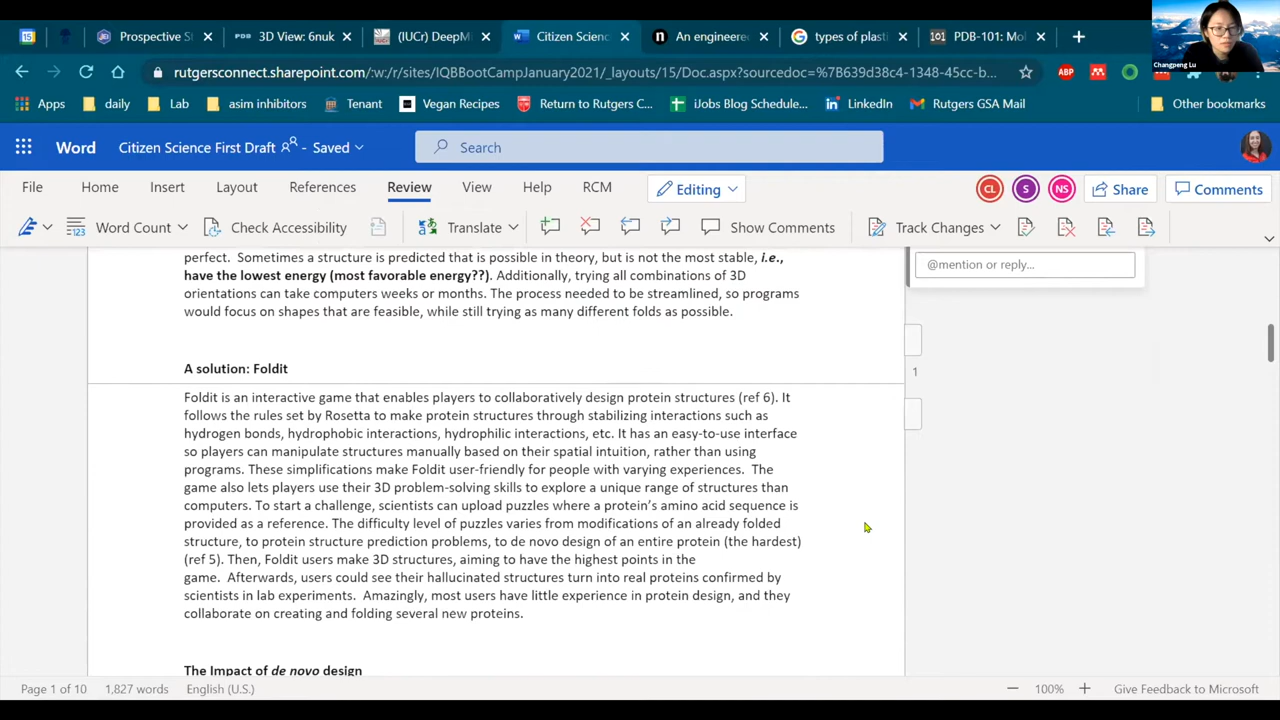 15
Prospective S
PDB 3D View: 6nuk
(IUCr) DeepM
Citizen Scienc
An engineere
types of plasti
101 PDB-101: Mol
Changpeng Lu
rutgersconnect.sharepoint.com/:w:/r/sites/IQBBootCampJanuary2021/_layouts/15/Doc.aspx?sourcedoc=%7B639d38c4-1348-45cc-b...
ABP
Apps
daily
Lab
asim inhibitors
Tenant
Vegan Recipes
Return to Rutgers C...
iJobs Blog Schedule...
LinkedIn
Rutgers GSA Mail
Other bookmarks
Word
Citizen Science First Draft - Saved
Search
File
Home
Insert
Layout
References
Review
View
Help
RCM
Editing
CL
S
NS
Share
Comments
Word Count
Check Accessibility
Translate
Show Comments
Track Changes
perfect. Sometimes a structure is predicted that is possible in theory, but is not the most stable, i.e.,
have the lowest energy (most favorable energy??). Additionally, trying all combinations of 3D
orientations can take computers weeks or months. The process needed to be streamlined, so programs
would focus on shapes that are feasible, while still trying as many different folds as possible.
@mention or reply...
A solution: Foldit
1
Foldit is an interactive game that enables players to collaboratively design protein structures (ref 6). It
follows the rules set by Rosetta to make protein structures through stabilizing interactions such as
hydrogen bonds, hydrophobic interactions, hydrophilic interactions, etc. It has an easy-to-use interface
so players can manipulate structures manually based on their spatial intuition, rather than using
programs. These simplifications make Foldit user-friendly for people with varying experiences. The
game also lets players use their 3D problem-solving skills to explore a unique range of structures than
computers. To start a challenge, scientists can upload puzzles where a protein's amino acid sequence is
provided as a reference. The difficulty level of puzzles varies from modifications of an already folded
structure, to protein structure prediction problems, to de novo design of an entire protein (the hardest)
(ref 5). Then, Foldit users make 3D structures, aiming to have the highest points in the
game. Afterwards, users could see their hallucinated structures turn into real proteins confirmed by
scientists in lab experiments. Amazingly, most users have little experience in protein design, and they
collaborate on creating and folding several new proteins.
The Impact of de novo design
Page 1 of 10
1,827 words
English (U.S.)
100%
Give Feedback to Microsoft